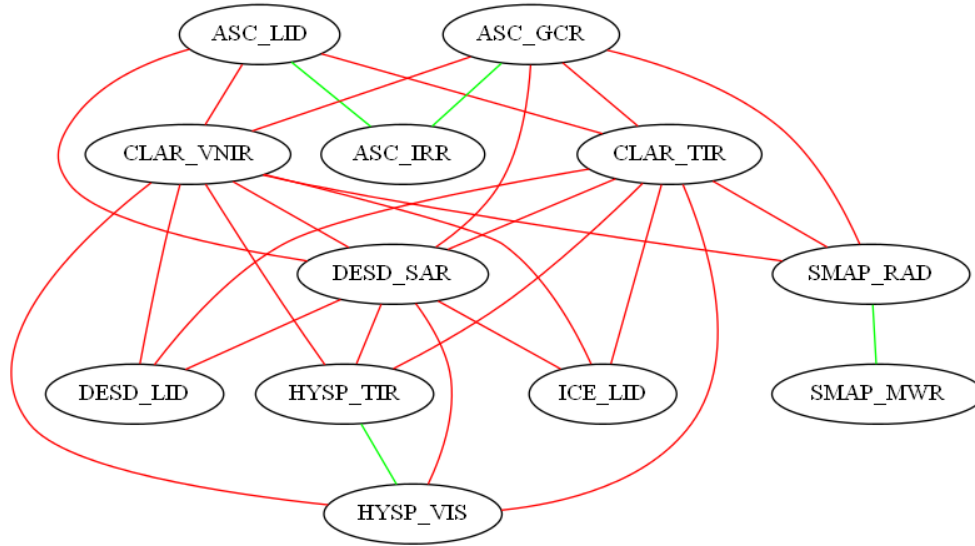 ASC_LID
ASC_GCR
CLAR_VNIR
ASC_IRR
CLAR_TIR
DESD_SAR
SMAP_RAD
DESD_LID
HYSP_TIR
ICE_LID
SMAP_MWR
HYSP_VIS